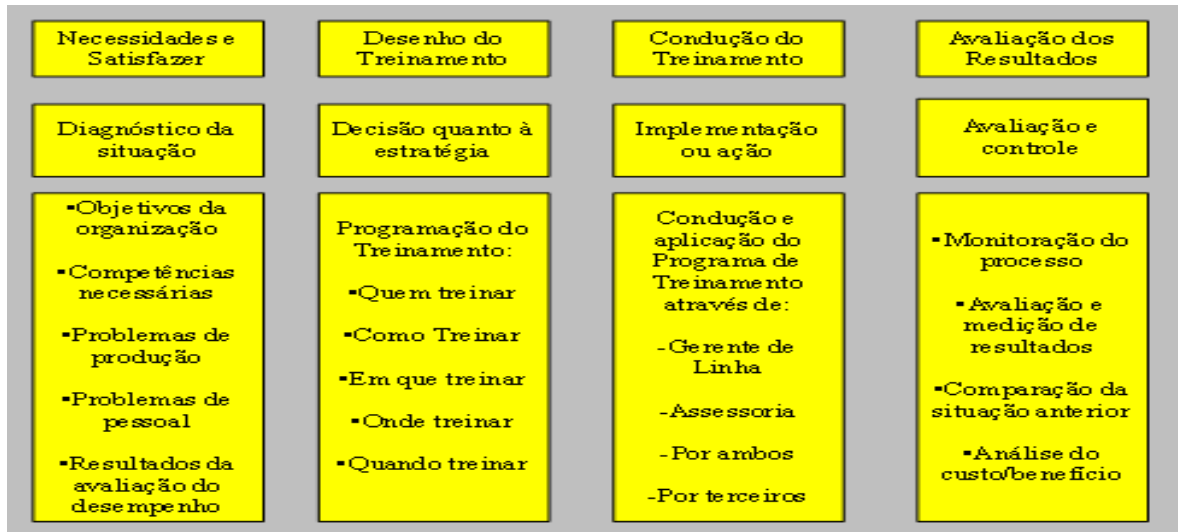 Necessidades e
Satisfazer
Desenho do
Treinamento
Condução do
Treinamento
Avaliação dos
Resultados
Diagnóstico da
situação
Decisão quanto à
estratégia
Implementação
ou ação
Avaliação e
controle
▪Objetivos da
organização
▪Competências
necessárias
▪Problemas de
produção
▪Problemas de
pessoal
▪Resultados da
avaliação do
desempenho
Programação do
Treinamento:
▪Quem treinar
▪Como Treinar
▪Em que treinar
▪Onde treinar
▪Quando treinar
Condução e
aplicação do
Programa de
Treinamento
através de:
-Gerente de
Linha
-Assessoria
-Por ambos
-Por terceiros
▪Monitoração do
processo
▪Avaliação e
medição de
resultados
▪Comparação da
situação anterior
▪Análise do
custo/benefício